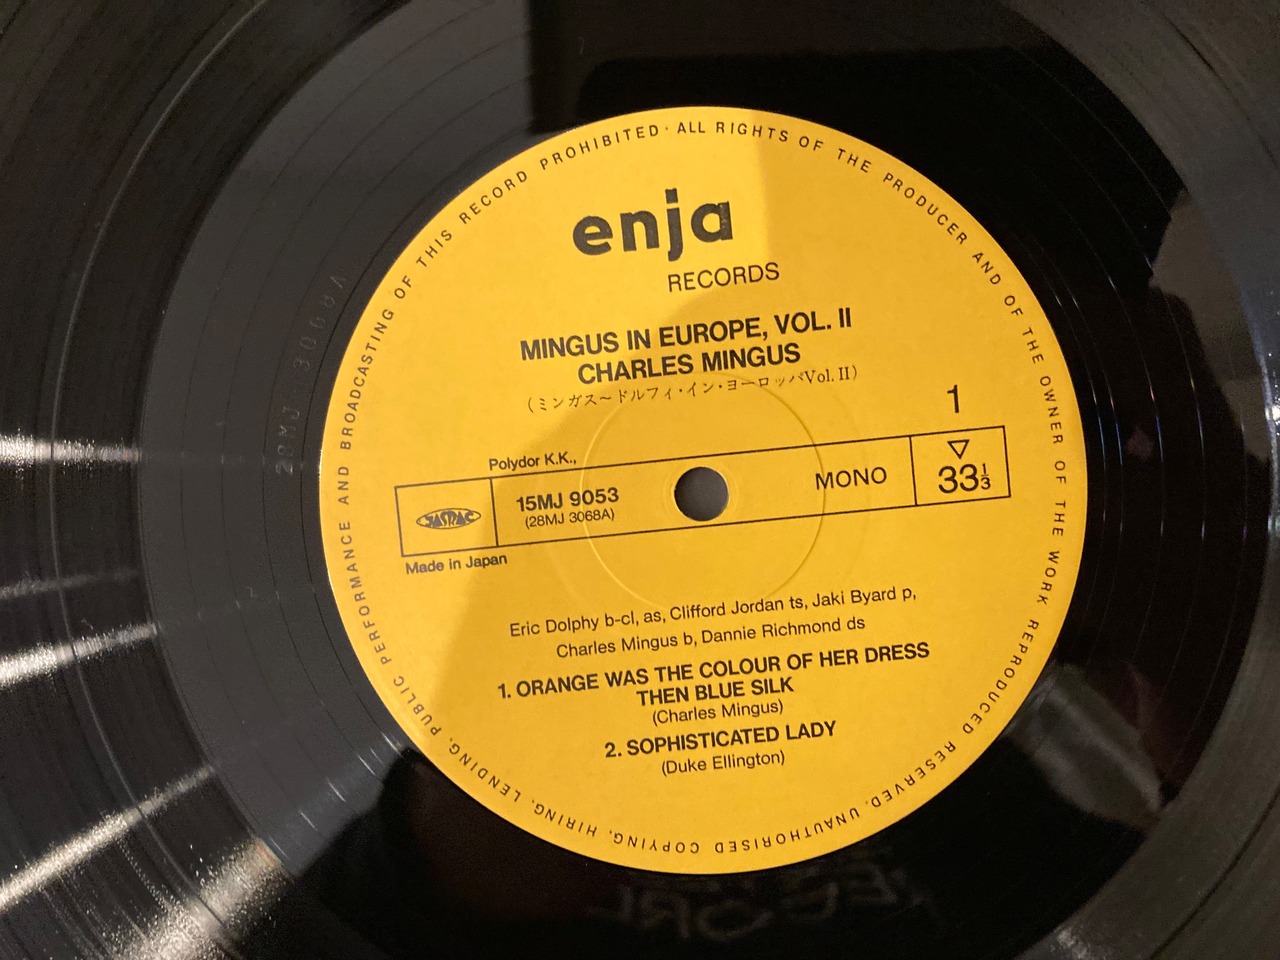 PUBLIC PERFORMANCE AND BROADCASTING OF THIS RECORD PROHIBITED · ALL RIGHTS OF THE PRODUCER AND OF THE OWNER OF THE WORK REPRODUCED RESERVED. UNAUTHORISED COPYING, HIRING, LENDING,
enja
RECORDS
MINGUS IN EUROPE, VOL. II
CHARLES MINGUS
(ミンガス〜ドルフィ・イン・ヨーロッパVol. II)
1
Polydor K.K.,
JASRAC
15MJ 9053
(28MJ 3068A)
MONO
▽
33⅓
Made in Japan
Eric Dolphy b-cl, as, Clifford Jordan ts, Jaki Byard p,
Charles Mingus b, Dannie Richmond ds
1. ORANGE WAS THE COLOUR OF HER DRESS
THEN BLUE SILK
(Charles Mingus)
2. SOPHISTICATED LADY
(Duke Ellington)